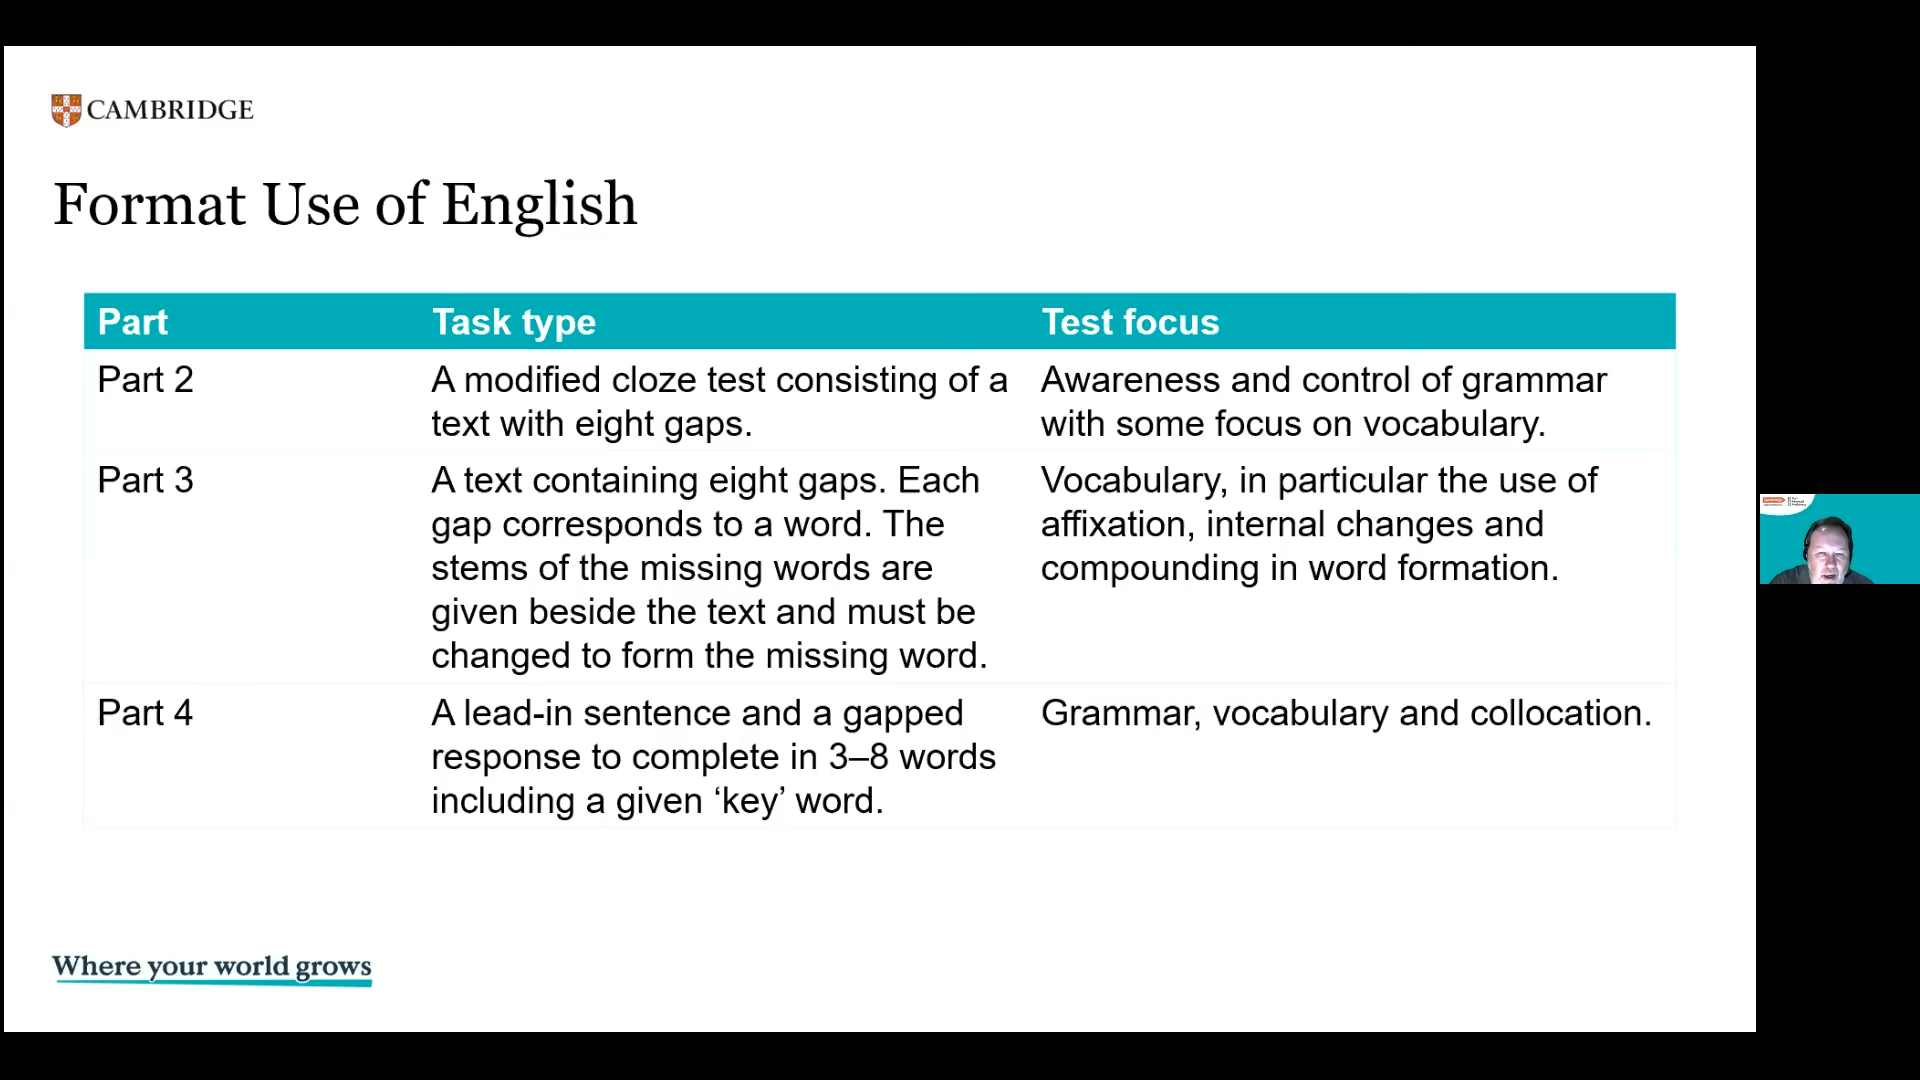 CAMBRIDGE
Format Use of English
Part Task type Test focus
Part 2 A modified cloze test consisting of a Awareness and control of grammar
text with eight gaps. with some focus on vocabulary.
Part 3 A text containing eight gaps. Each Vocabulary, in particular the use of
gap corresponds to a word. The affixation, internal changes and
stems of the missing words are compounding in word formation.
given beside the text and must be
changed to form the missing word.
Part 4 A lead-in sentence and a gapped Grammar, vocabulary and collocation.
response to complete in 3–8 words
including a given ‘key’ word.
Where your world grows